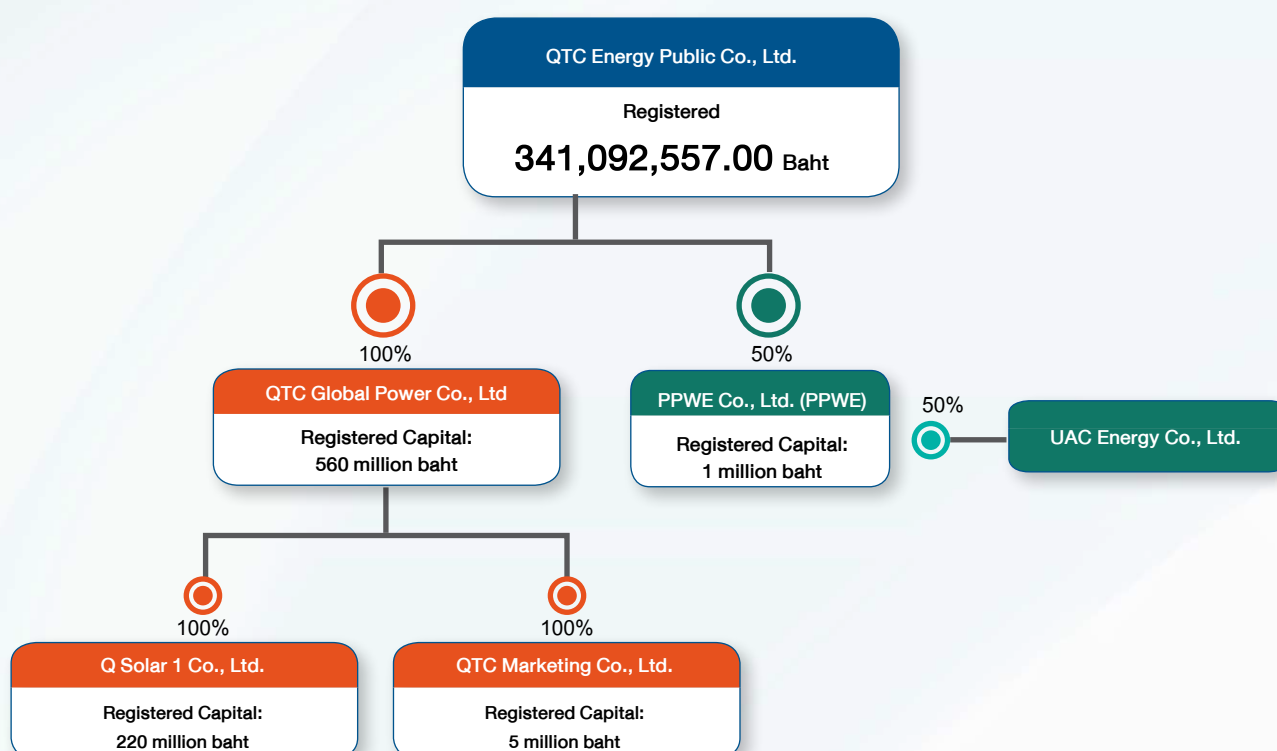 QTC Energy Public Co., Ltd.
Registered
341,092,557.00 Baht
100%
50%
QTC Global Power Co., Ltd
Registered Capital:
560 million baht
PPWE Co., Ltd. (PPWE)
Registered Capital:
1 million baht
50%
UAC Energy Co., Ltd.
100%
100%
Q Solar 1 Co., Ltd.
Registered Capital:
220 million baht
QTC Marketing Co., Ltd.
Registered Capital:
5 million baht